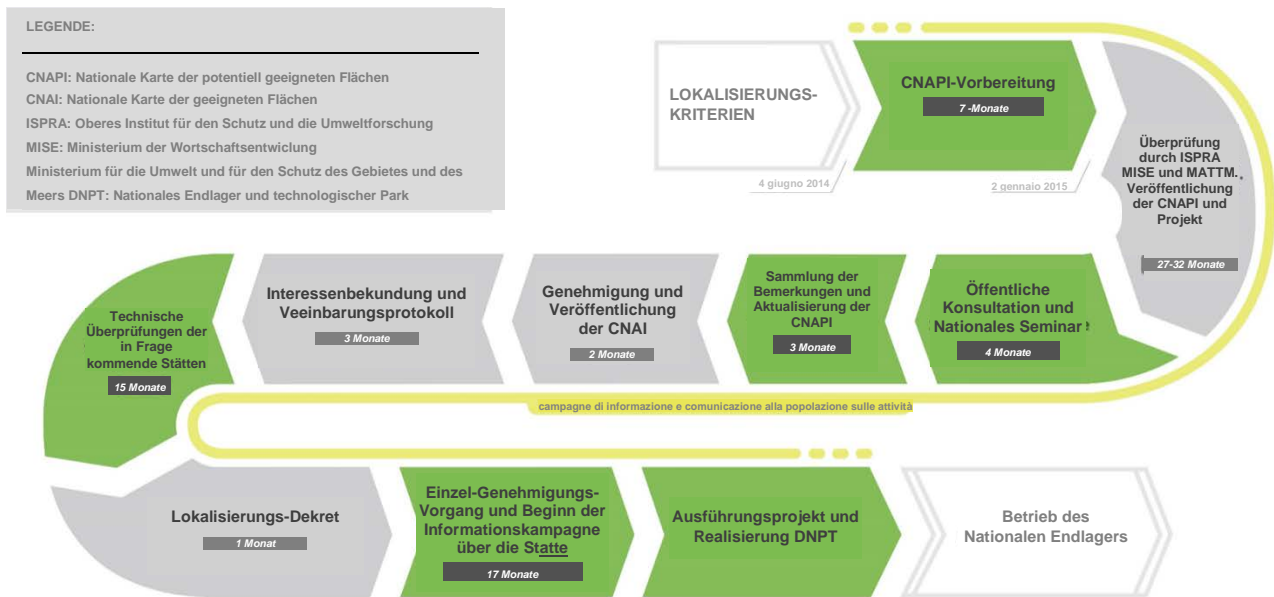 LEGENDE:
CNAPI: Nationale Karte der potentiell geeigneten Flächen
CNAI: Nationale Karte der geeigneten Flächen
ISPRA: Oberes Institut für den Schutz und die Umweltforschung
MISE: Ministerium der Wortschaftsentwiclung
Ministerium für die Umwelt und für den Schutz des Gebietes und des
Meers DNPT: Nationales Endlager und technologischer Park
LOKALISIERUNGS-
KRITERIEN
4 giugno 2014
CNAPI-Vorbereitung
7 -Monate
2 gennaio 2015
Überprüfung
durch ISPRA
MISE und MATTM.
Veröffentlichung
der CNAPI und
Projekt
27-32 Monate
Öffentliche
Konsultation und
Nationales Seminar
4 Monate
Sammlung der
Bemerkungen und
Aktualisierung der
CNAPI
3 Monate
Genehmigung und
Veröffentlichung
der CNAI
2 Monate
Interessenbekundung und
Veeinbarungsprotokoll
3 Monate
Technische
Überprüfungen der
in Frage
kommende Stätten
15 Monate
campagne di informazione e comunicazione alla popolazione sulle attività
Lokalisierungs-Dekret
1 Monat
Einzel-Genehmigungs-
Vorgang und Beginn der
Informationskampagne
über die Statte
17 Monate
Ausführungsprojekt und
Realisierung DNPT
Betrieb des
Nationalen Endlagers